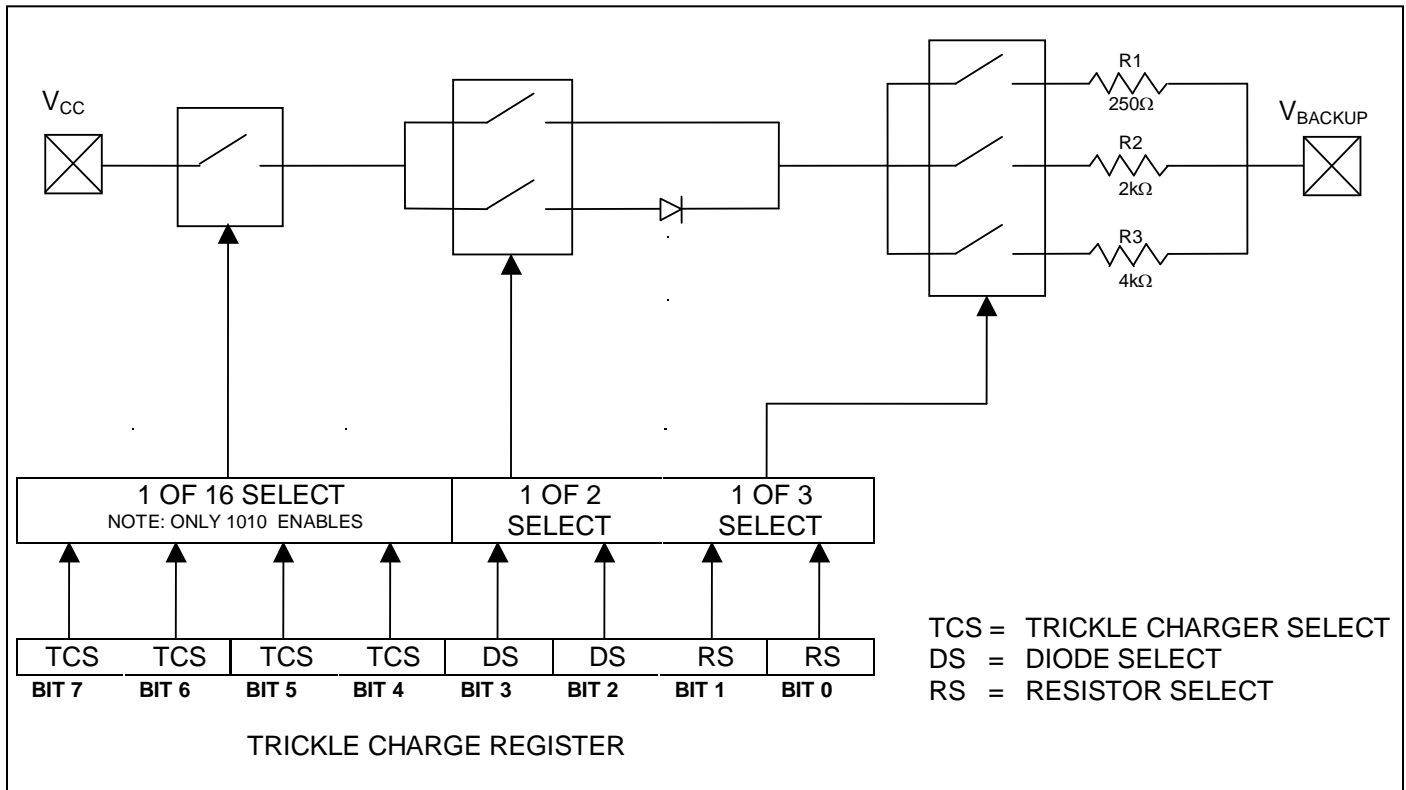 V_CC
V_BACKUP
R1
250Ω
R2
2kΩ
R3
4kΩ
1 OF 16 SELECT
NOTE: ONLY 1010 ENABLES
1 OF 2
SELECT
1 OF 3
SELECT
TCS TCS TCS TCS DS DS RS RS
BIT 7 BIT 6 BIT 5 BIT 4 BIT 3 BIT 2 BIT 1 BIT 0
TRICKLE CHARGE REGISTER
TCS = TRICKLE CHARGER SELECT
DS = DIODE SELECT
RS = RESISTOR SELECT